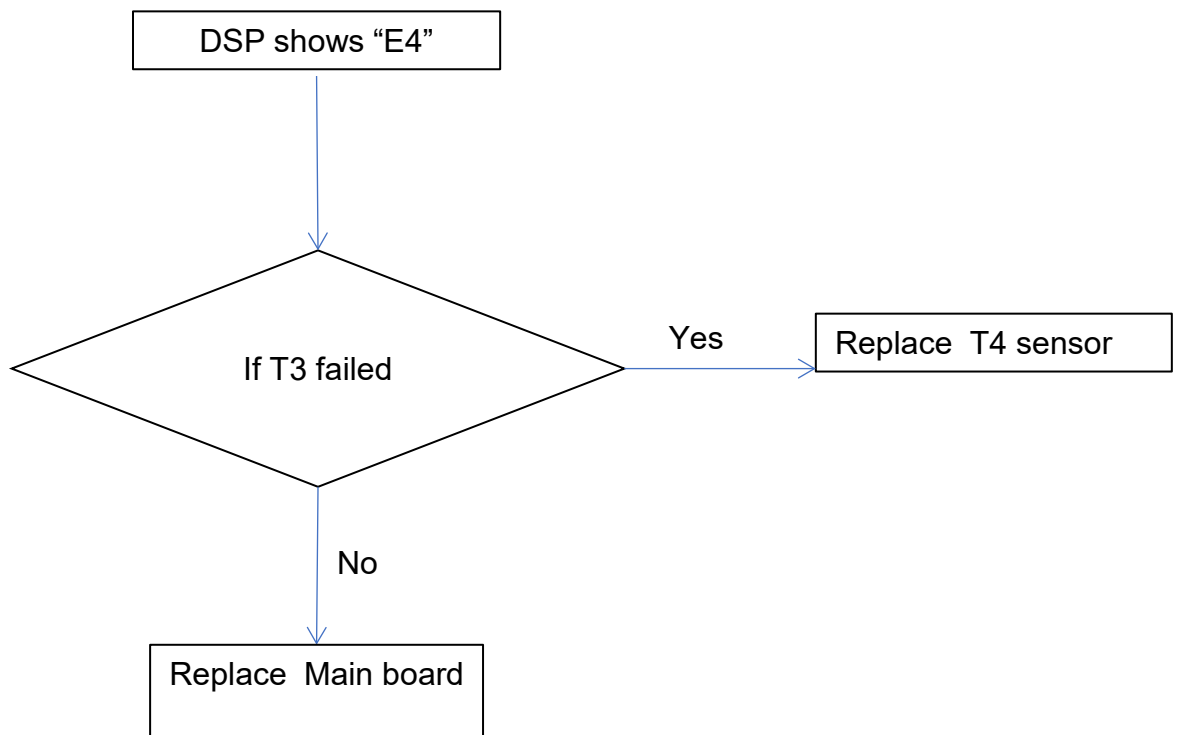 DSP shows “E4”
If T3 failed
Yes
Replace  T4 sensor
No
Replace  Main board